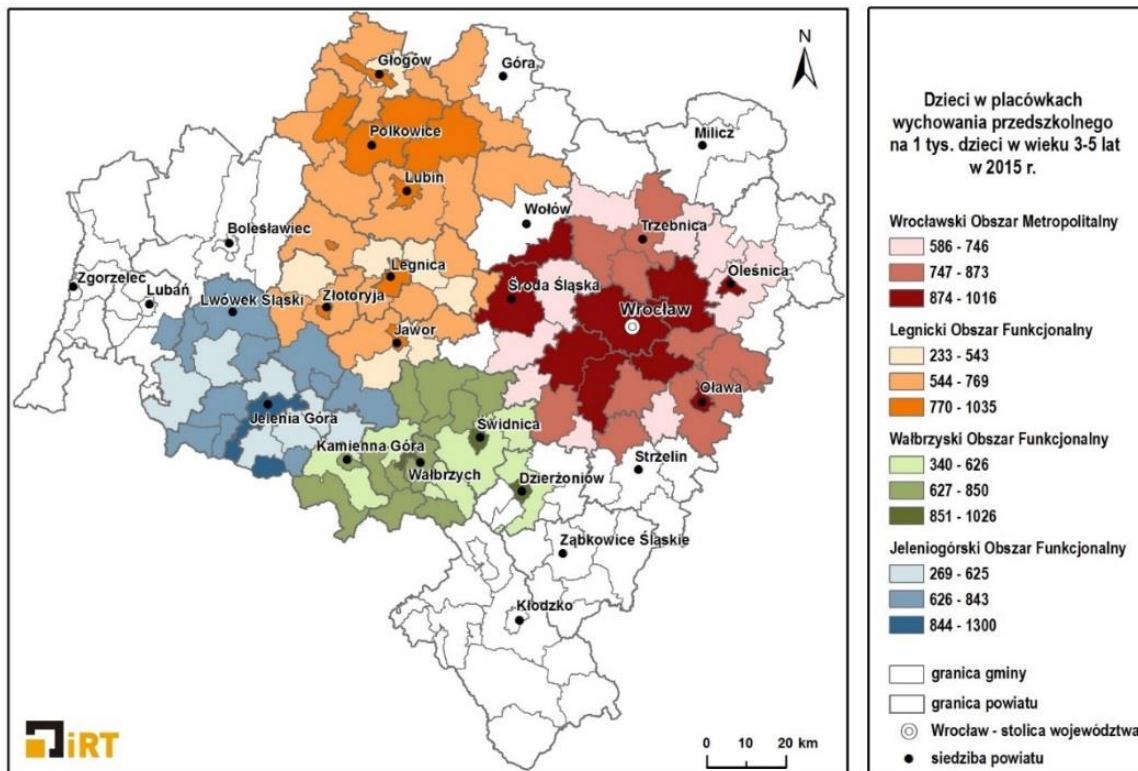 Głogów
Góra
N
Polkowice
Milicz
Lubin
Wołów
Trzebnica
Bolesławiec
Legnica
Oleśnica
Zgorzelec
Środa Śląska
Lubań
Lwówek Śląski
Złotoryja
Wrocław
Jawor
Oława
Jelenia Góra
Świdnica
Kamienna Góra
Wałbrzych
Strzelin
Dzierżoniów
Ząbkowice Śląskie
Kłodzko
iRT
0 10 20 km
Dzieci w placówkach
wychowania przedszkolnego
na 1 tys. dzieci w wieku 3-5 lat
w 2015 r.
Wrocławski Obszar Metropolitalny
586 - 746
747 - 873
874 - 1016
Legnicki Obszar Funkcjonalny
233 - 543
544 - 769
770 - 1035
Wałbrzyski Obszar Funkcjonalny
340 - 626
627 - 850
851 - 1026
Jeleniogórski Obszar Funkcjonalny
269 - 625
626 - 843
844 - 1300
granica gminy
granica powiatu
Wrocław - stolica województwa
siedziba powiatu